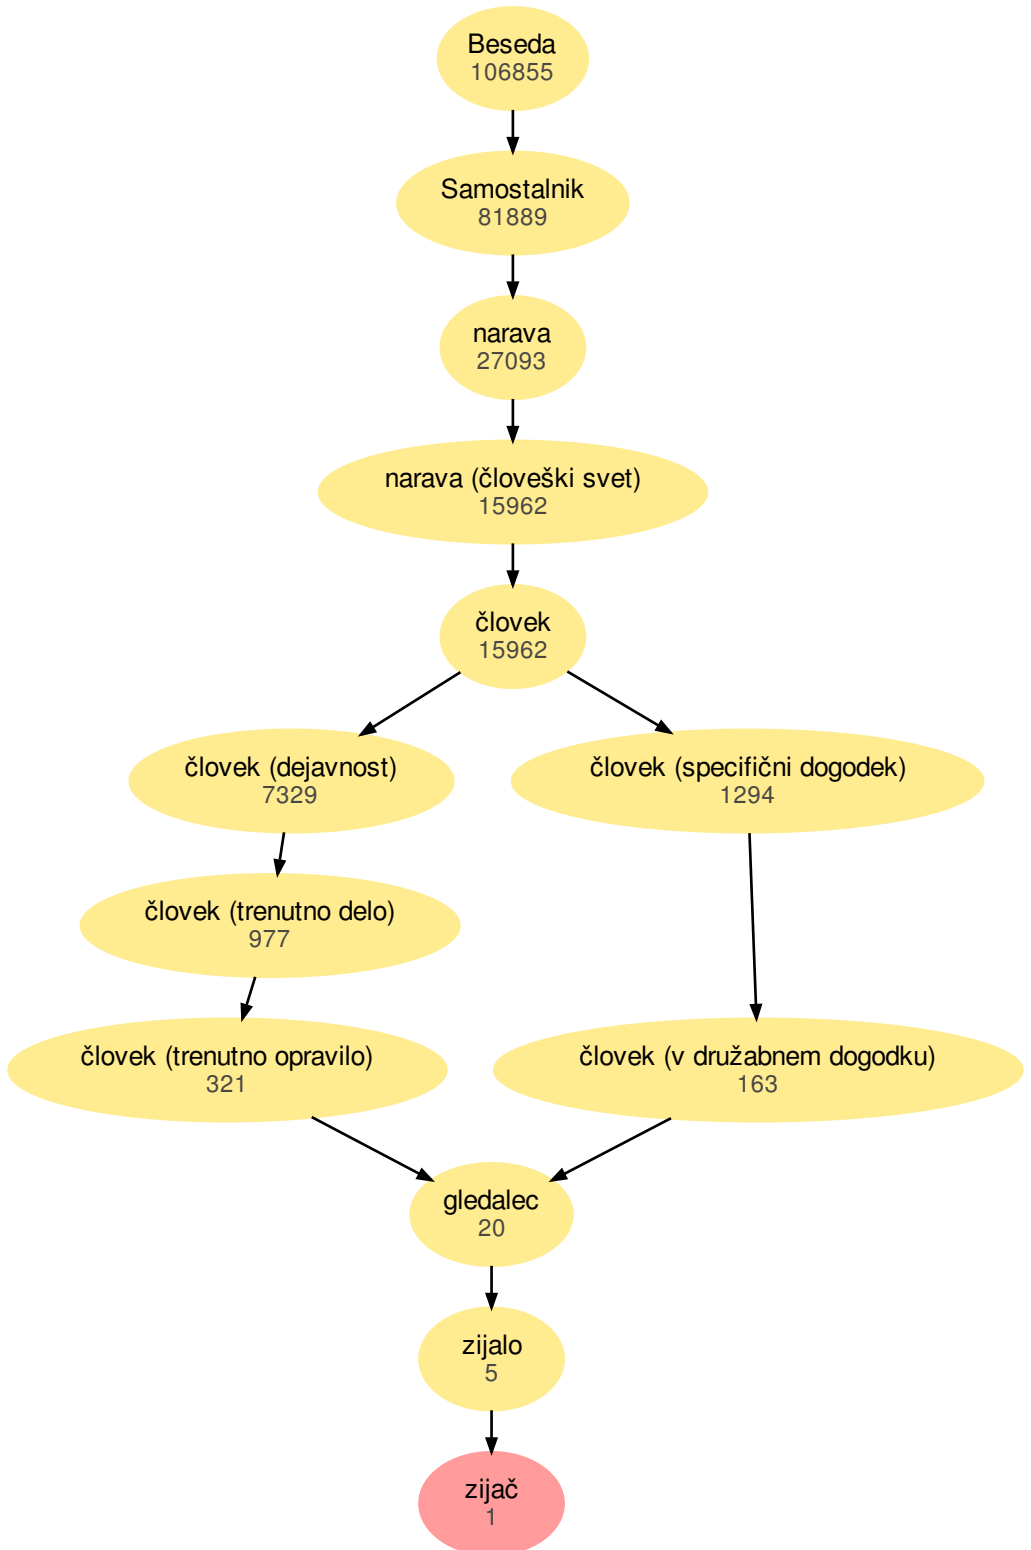 Beseda
106855
Samostalnik
81889
narava
27093
narava (človeški svet)
15962
človek
15962
človek (dejavnost)
7329
človek (specifični dogodek)
1294
človek (trenutno delo)
977
človek (trenutno opravilo)
321
človek (v družabnem dogodku)
163
gledalec
20
zijalo
5
zijač
1